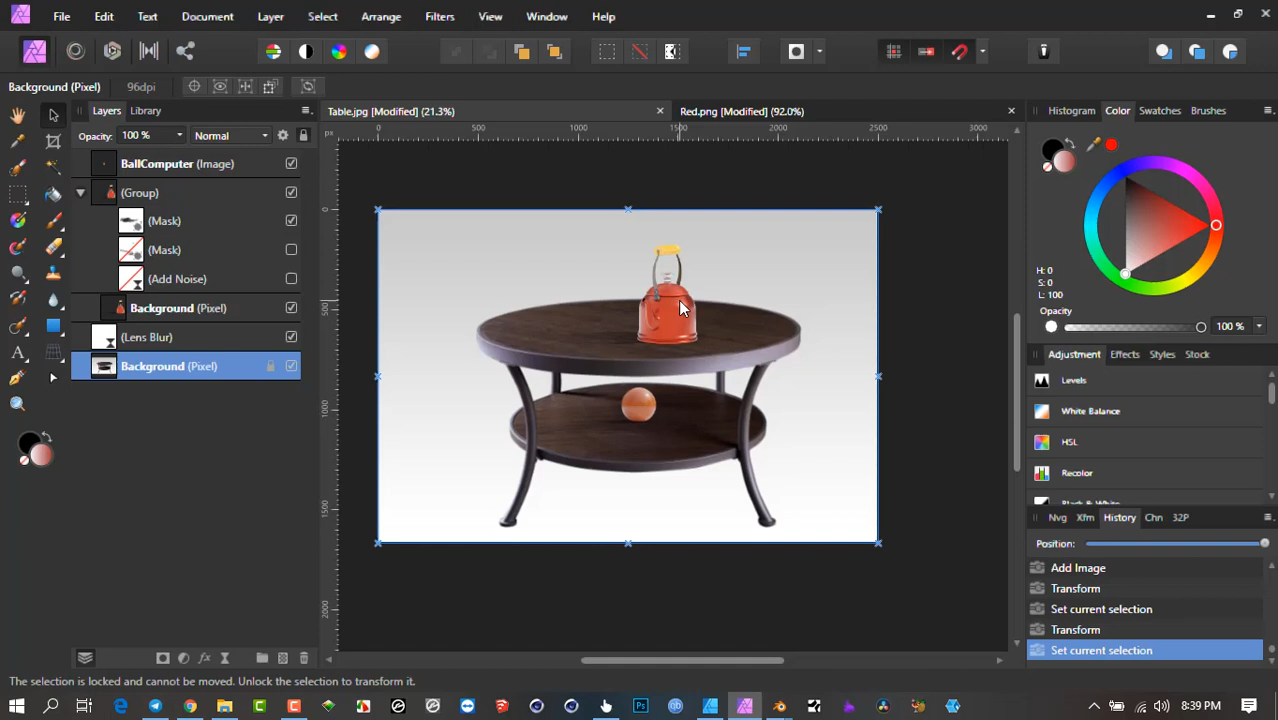 File Edit Text Document Layer Select Arrange Filters View Window Help
Background (Pixel) 96dpi
Layers Library
Opacity: 100 % Normal
BallComputer (Image)
(Group)
(Mask)
(Mask)
(Add Noise)
Background (Pixel)
(Lens Blur)
Background (Pixel)
Table.jpg [Modified] (21.3%)
Red.png [Modified] (92.0%)
px 0 500 1000 1500 2000 2500 3000
0
500
1000
1500
2000
Histogram Color Swatches Brushes
H: 0
S: 0
L: 100
Opacity
100 %
Adjustment Effects Styles Stock
Levels
White Balance
HSL
Recolor
Black & White
Nvg Xfm History Chn 32P
Position:
Add Image
Transform
Set current selection
Transform
Set current selection
The selection is locked and cannot be moved. Unlock the selection to transform it.
Ps qb
8:39 PM